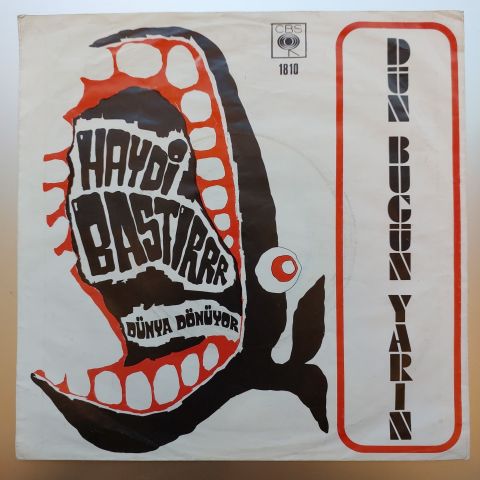 CBS
1810
HAYDİ
BASTIRRR
DÜNYA DÖNÜYOR
DÜN BUGÜN YARIN